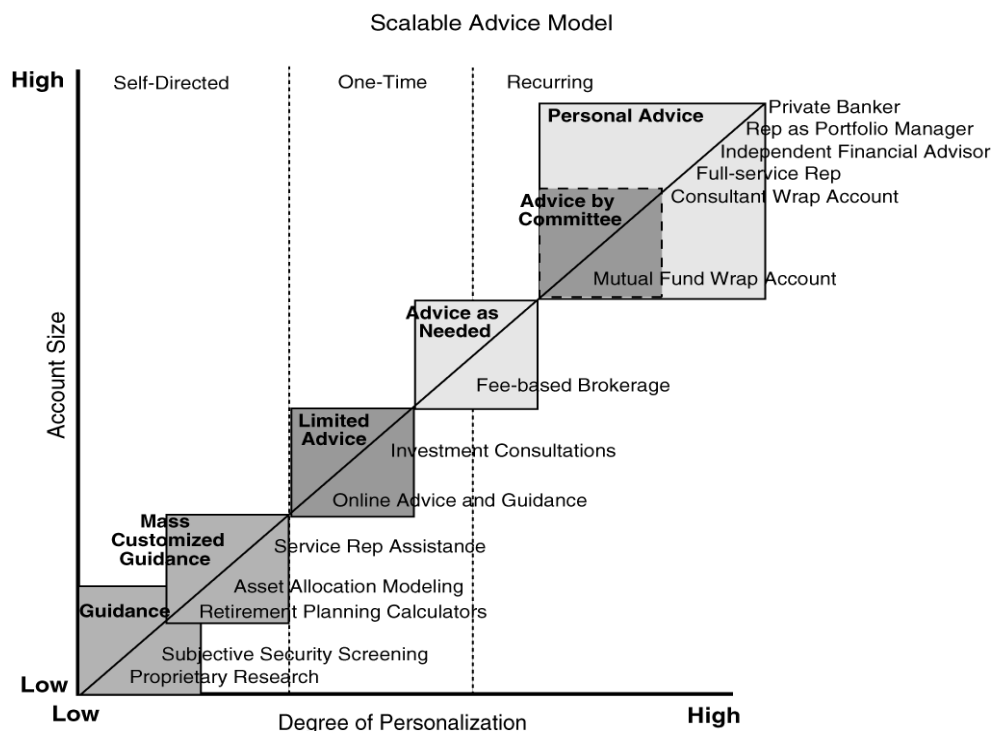 Scalable Advice Model
High
Self-Directed
One-Time
Recurring
Personal Advice
Private Banker
Rep as Portfolio Manager
Independent Financial Advisor
Full-service Rep
Consultant Wrap Account
Advice by
Committee
Mutual Fund Wrap Account
Advice as
Needed
Fee-based Brokerage
Limited
Advice
Investment Consultations
Online Advice and Guidance
Mass
Customized
Guidance
Service Rep Assistance
Asset Allocation Modeling
Retirement Planning Calculators
Guidance
Subjective Security Screening
Proprietary Research
Account Size
Low
Low
Degree of Personalization
High